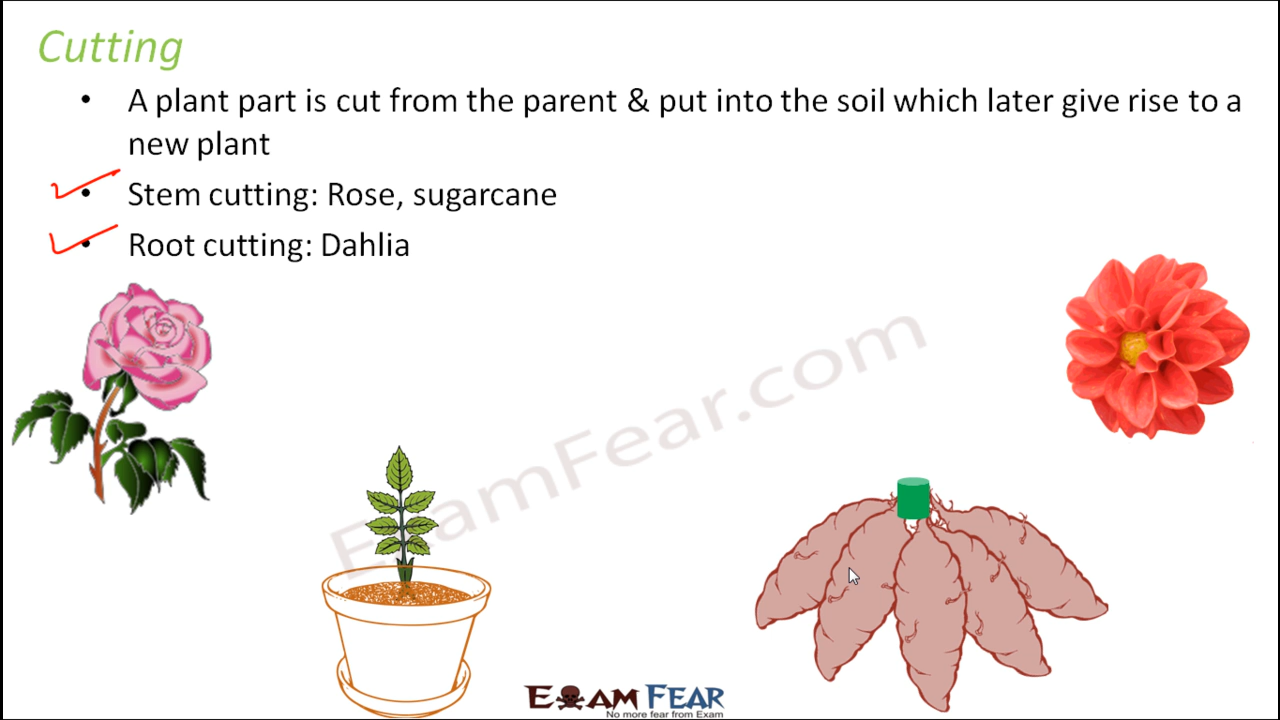 Cutting
• A plant part is cut from the parent & put into the soil which later give rise to a
new plant
• Stem cutting: Rose, sugarcane
• Root cutting: Dahlia
ExamFear.com
EXAM FEAR
No more fear from Exam